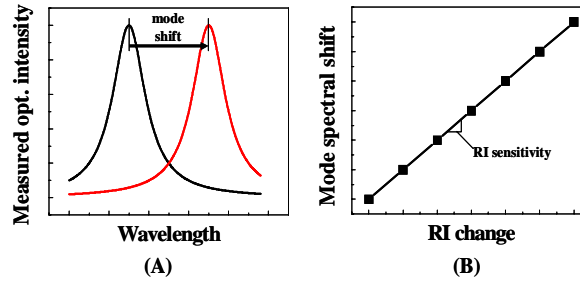 mode
shift
Measured opt. intensity
Wavelength
(A)
Mode spectral shift
RI sensitivity
RI change
(B)